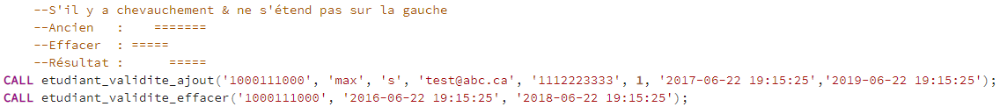 --S'il y a chevauchement & ne s'étend pas sur la gauche
--Ancien   :    =======
--Effacer  : =====
--Résultat :      =====
CALL etudiant_validite_ajout('1000111000', 'max', 's', 'test@abc.ca', '1112223333', 1, '2017-06-22 19:15:25','2019-06-22 19:15:25');
CALL etudiant_validite_effacer('1000111000', '2016-06-22 19:15:25', '2018-06-22 19:15:25');